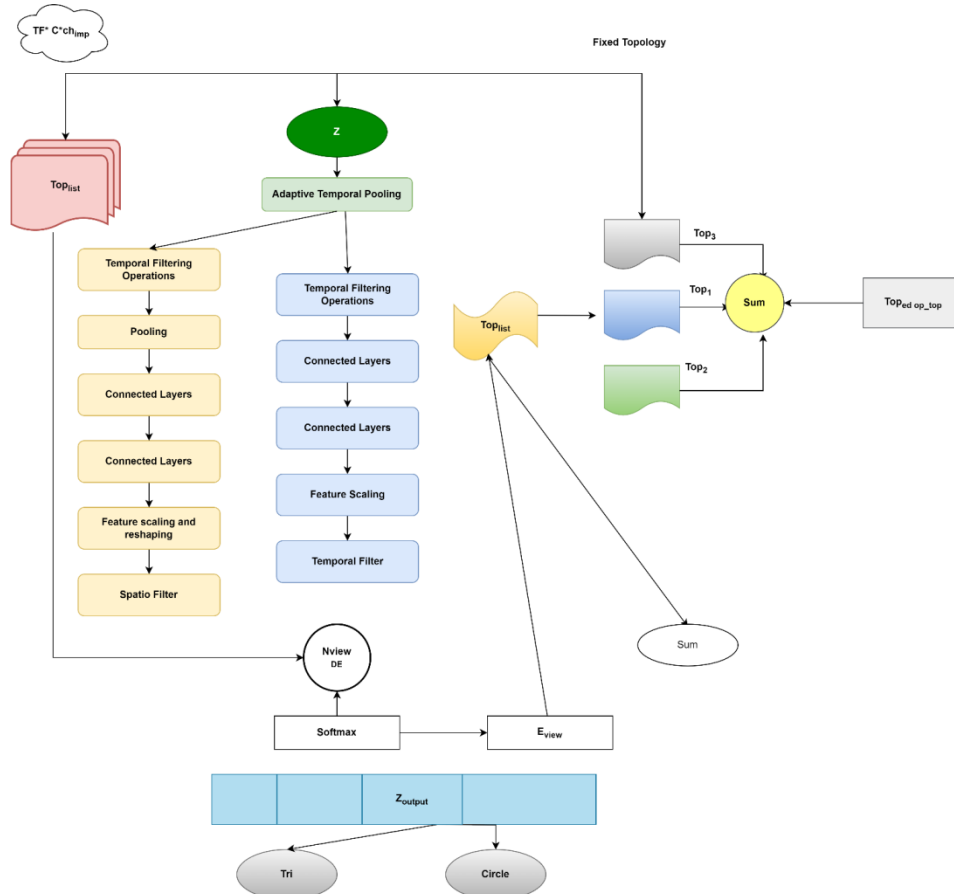 TF* C*ch_imp
Fixed Topology
Z
Top_list
Adaptive Temporal Pooling
Top_3
Temporal Filtering
Operations
Temporal Filtering
Operations
Top_1
Sum
Top_ed op_top
Top_list
Pooling
Connected Layers
Top_2
Connected Layers
Connected Layers
Connected Layers
Feature Scaling
Feature scaling and
reshaping
Temporal Filter
Spatio Filter
Sum
Nview
DE
Softmax
E_view
Z_output
Tri
Circle